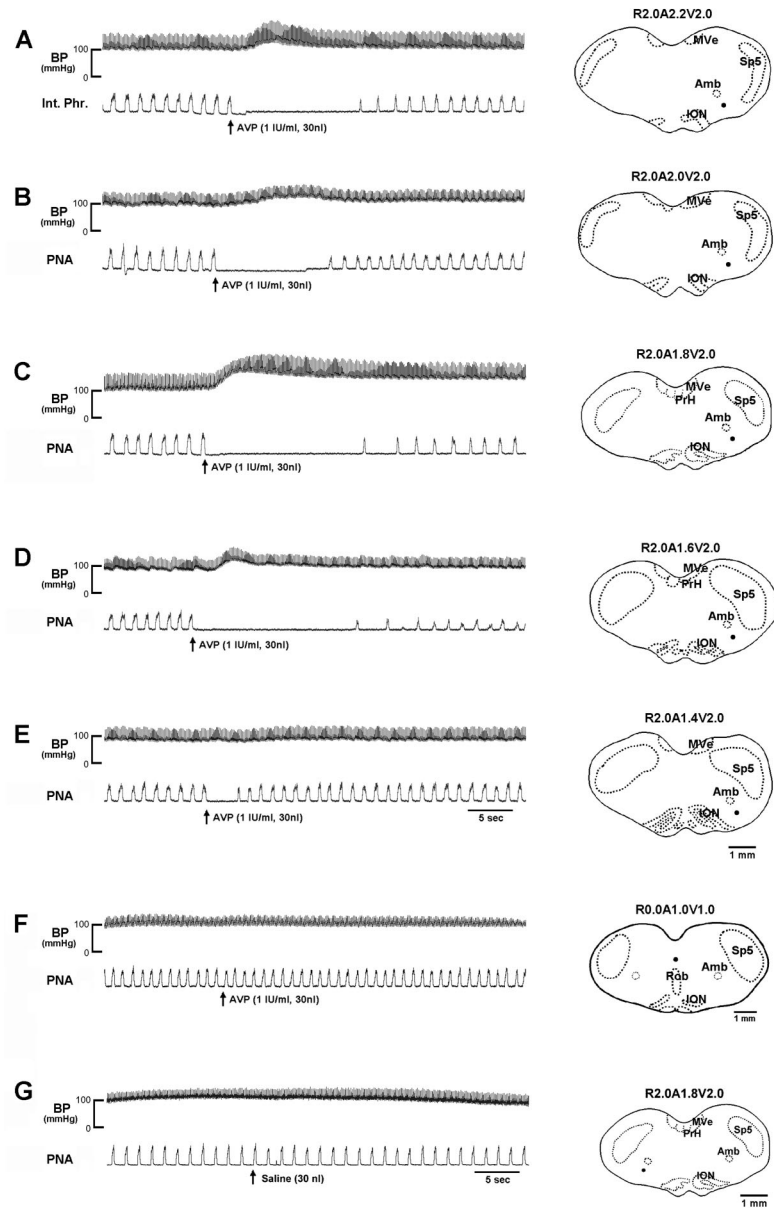 A
BP
(mmHg)
100
0
Int. Phr.
AVP (1 IU/ml, 30nl)
R2.0A2.2V2.0
MVe
Sp5
Amb
ION
B
BP
(mmHg)
100
0
PNA
AVP (1 IU/ml, 30nl)
R2.0A2.0V2.0
MVe
Sp5
Amb
ION
C
BP
(mmHg)
100
0
PNA
AVP (1 IU/ml, 30nl)
R2.0A1.8V2.0
MVe
PrH
Sp5
Amb
ION
D
BP
(mmHg)
100
0
PNA
AVP (1 IU/ml, 30nl)
R2.0A1.6V2.0
MVe
PrH
Sp5
Amb
ION
E
BP
(mmHg)
100
0
PNA
AVP (1 IU/ml, 30nl)
5 sec
R2.0A1.4V2.0
MVe
Sp5
Amb
ION
1 mm
F
BP
(mmHg)
100
0
PNA
AVP (1 IU/ml, 30nl)
R0.0A1.0V1.0
Sp5
Rob
Amb
ION
1 mm
G
BP
(mmHg)
100
0
PNA
Saline (30 nl)
5 sec
R2.0A1.8V2.0
MVe
PrH
Sp5
Amb
ION
1 mm